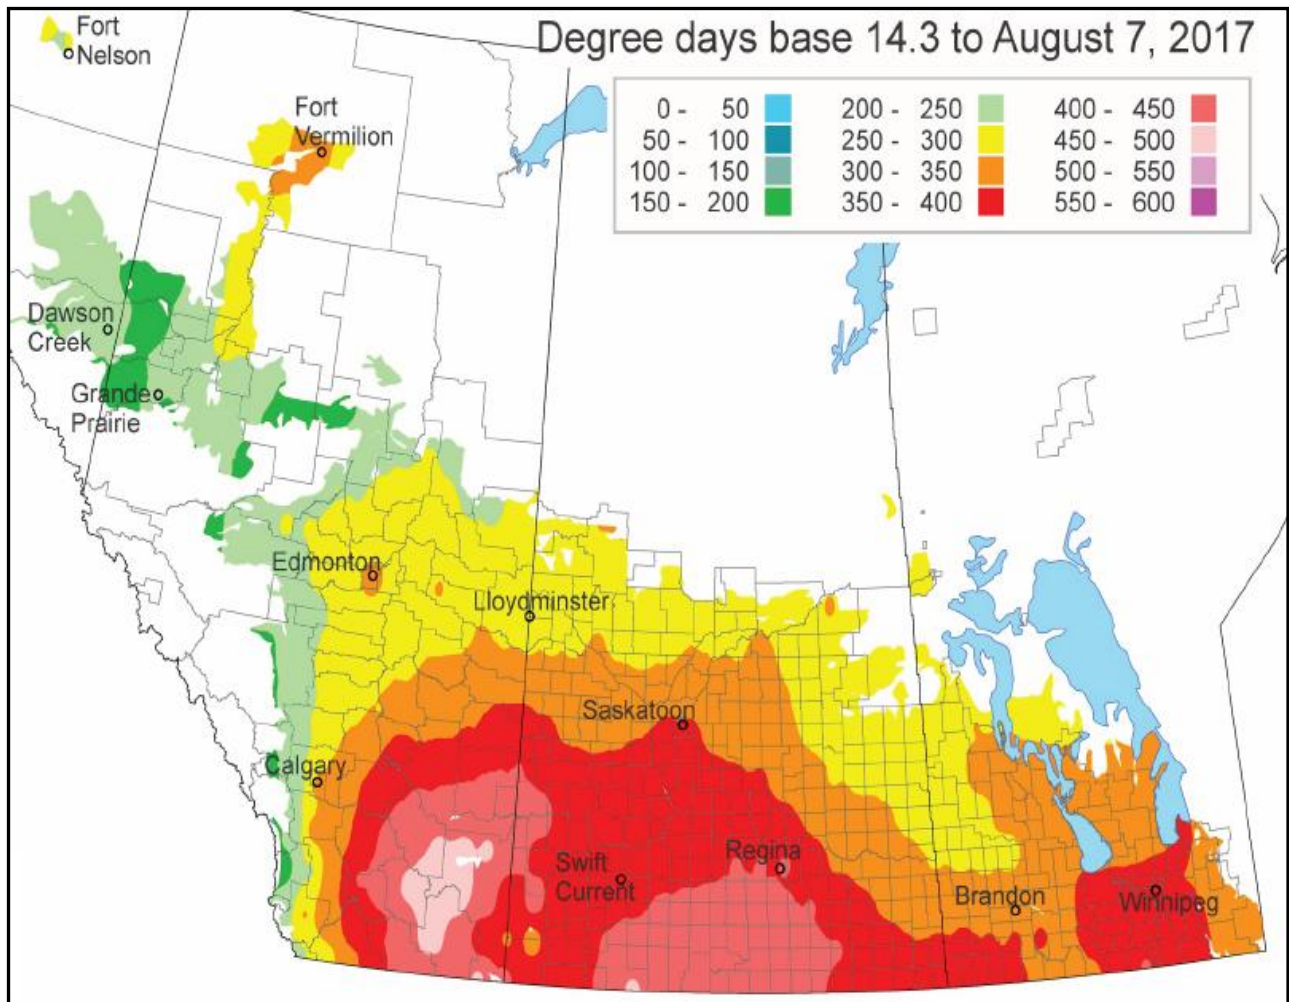 Degree days base 14.3 to August 7, 2017
0 - 50
50 - 100
100 - 150
150 - 200
200 - 250
250 - 300
300 - 350
350 - 400
400 - 450
450 - 500
500 - 550
550 - 600
Fort
Nelson
Fort
Vermilion
Dawson
Creek
Grande
Prairie
Edmonton
Lloydminster
Saskatoon
Calgary
Swift
Current
Regina
Brandon
Winnipeg